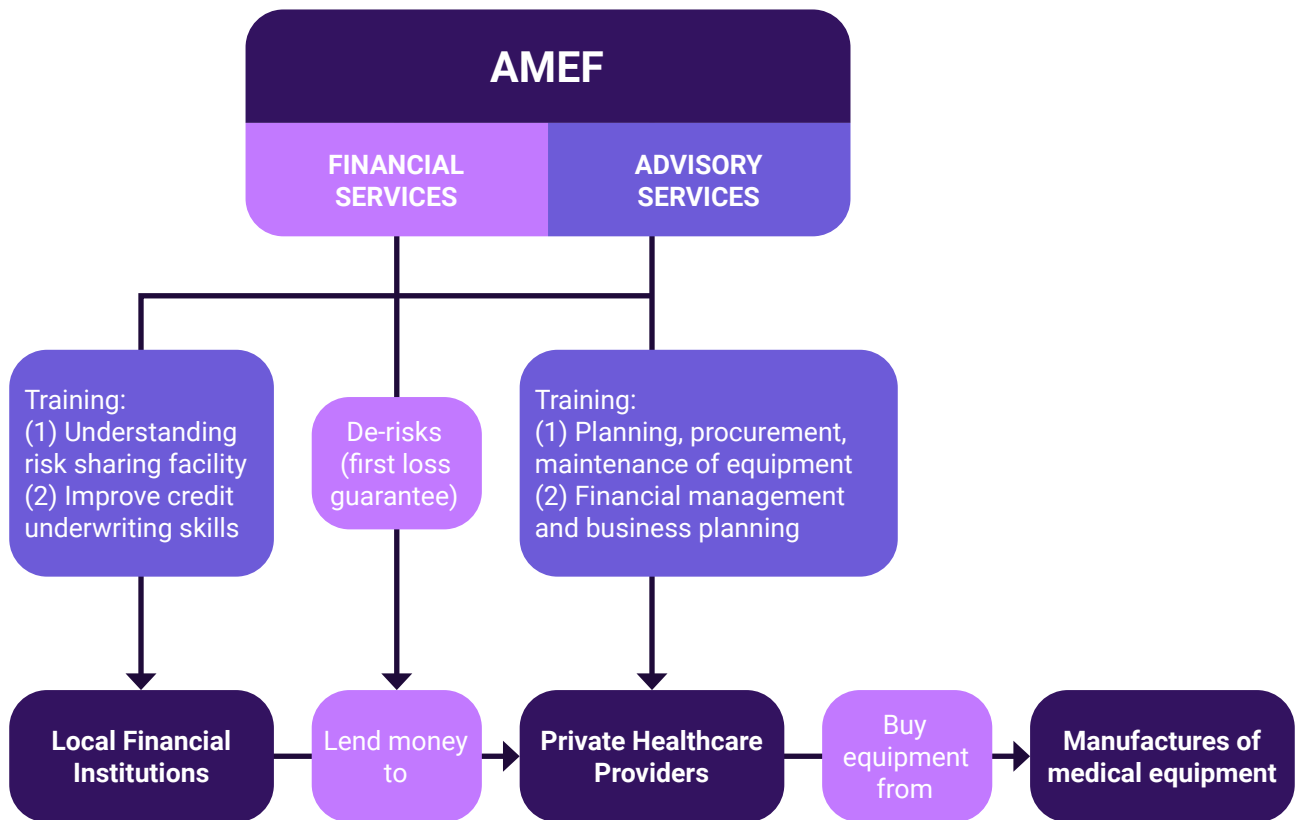 AMEF
FINANCIAL
SERVICES
ADVISORY
SERVICES
Training:
(1) Understanding
risk sharing facility
(2) Improve credit
underwriting skills
De-risks
(first loss
guarantee)
Training:
(1) Planning, procurement,
maintenance of equipment
(2) Financial management
and business planning
Local Financial
Institutions
Lend money
to
Private Healthcare
Providers
Buy
equipment
from
Manufactures of
medical equipment